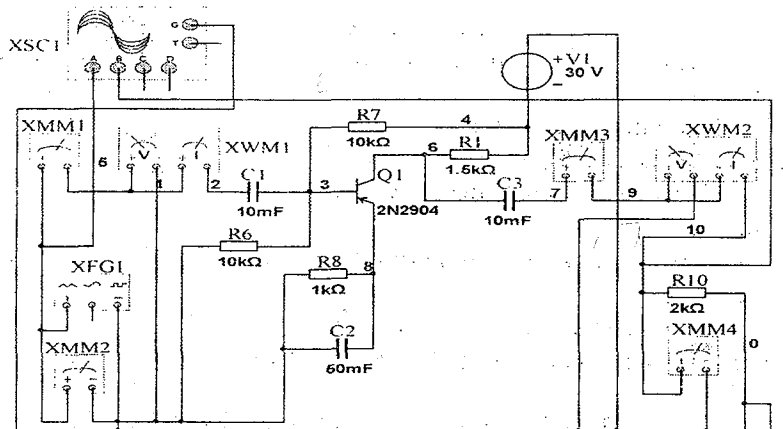 XSC1
G
T
A B C D
+ V1
30 V
−
R7
10kΩ
4
XMM1
5
V
1
I
XWM1
2
C1
10mF
3
6
R1
1.5kΩ
Q1
2N2904
C3
10mF
XMM3
7
9
XWM2
V
I
10
R6
10kΩ
R8
1kΩ
8
C2
50mF
XFG1
XMM2
R10
2kΩ
XMM4
0